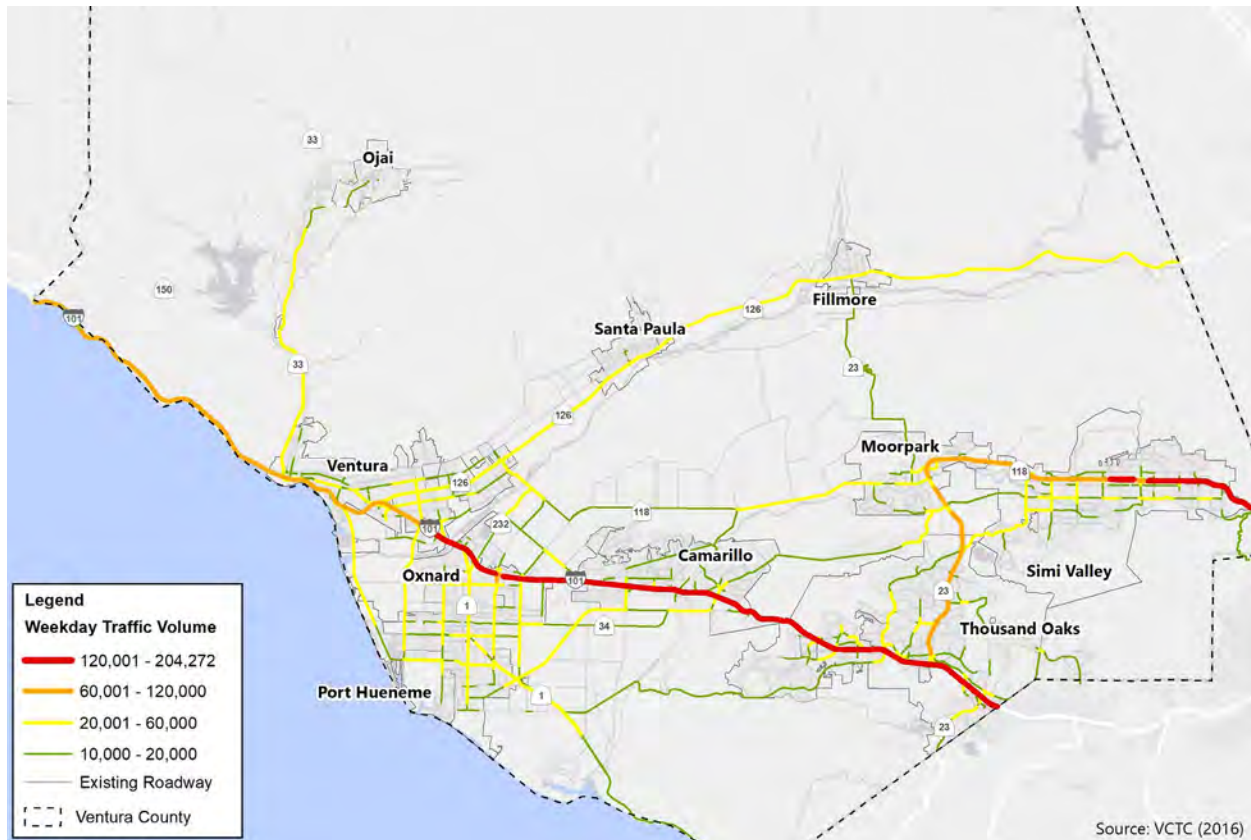 33
Ojai
150
101
Fillmore
126
Santa Paula
33
23
126
Moorpark
Ventura
118
126
101
232
118
Camarillo
Oxnard
101
Simi Valley
23
1
34
Thousand Oaks
Port Hueneme
1
23
Legend
Weekday Traffic Volume
120,001 - 204,272
60,001 - 120,000
20,001 - 60,000
10,000 - 20,000
Existing Roadway
Ventura County
Source: VCTC (2016)